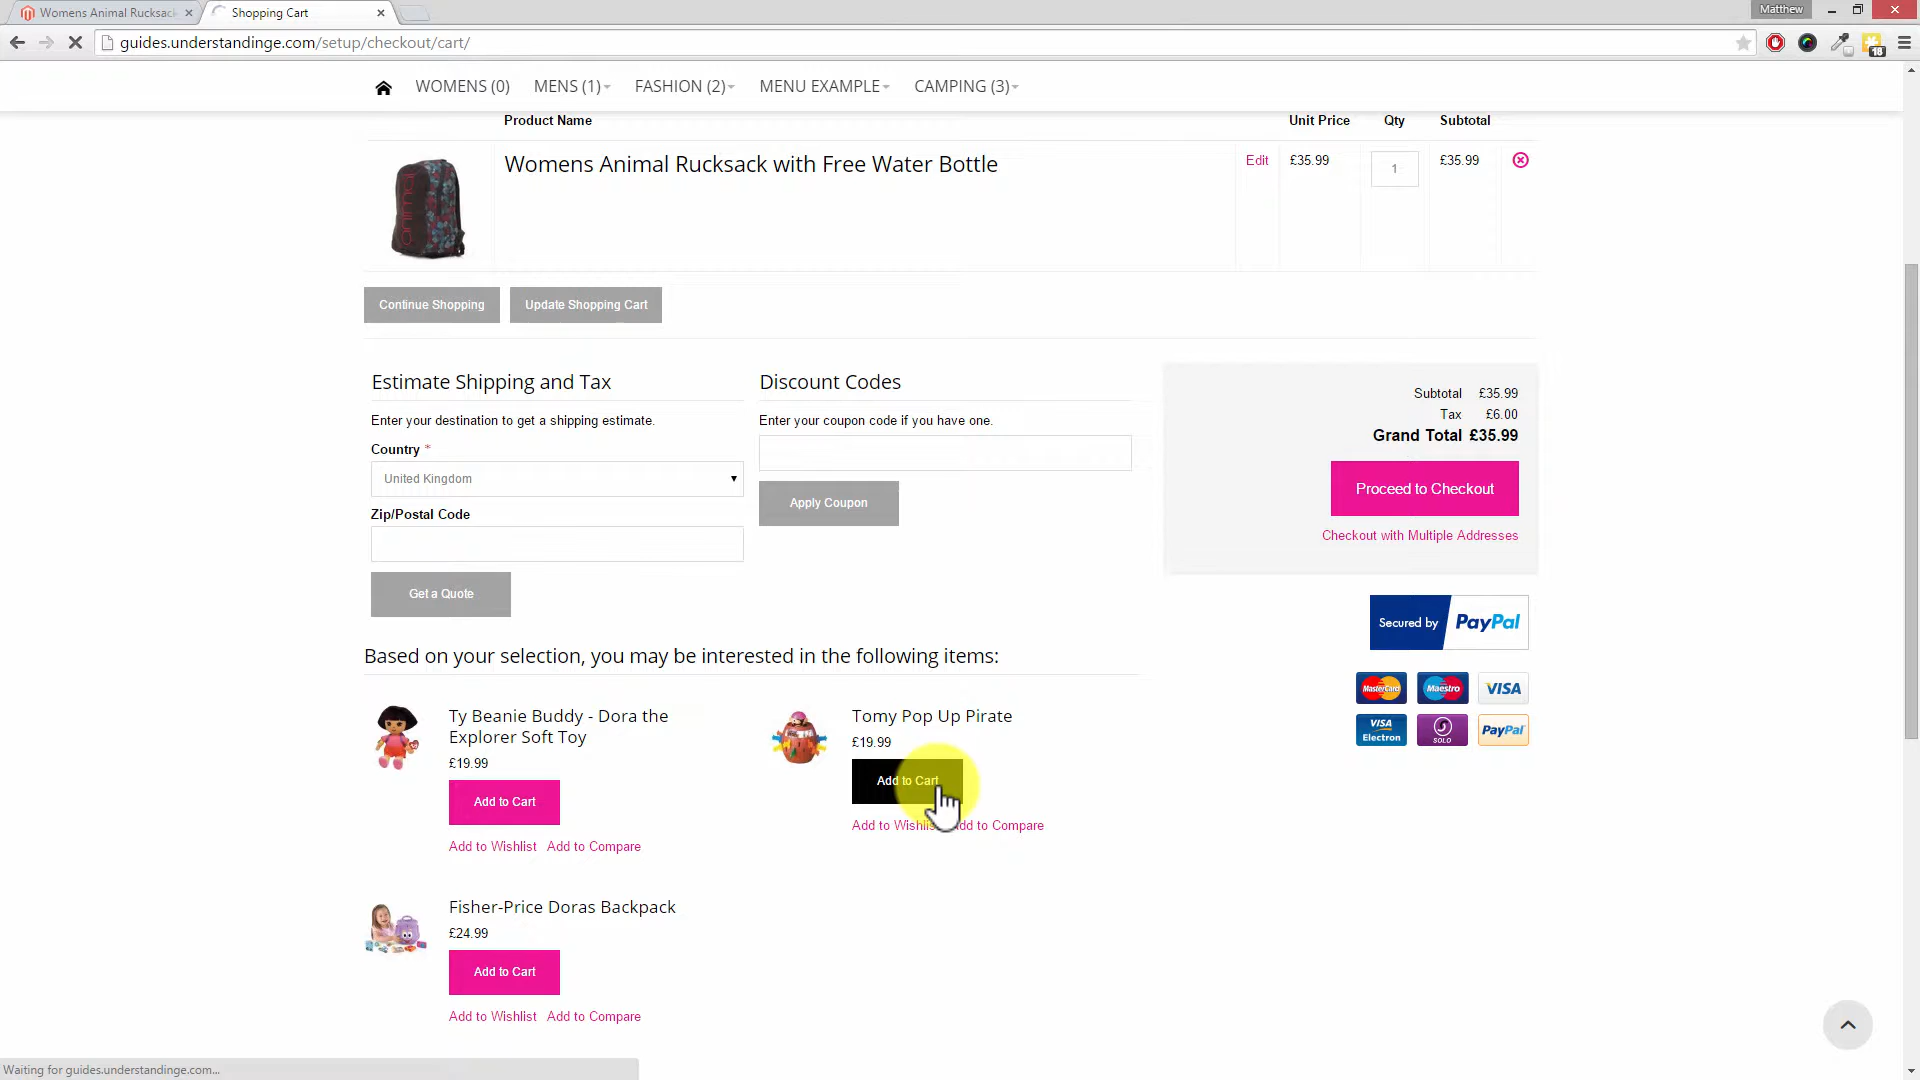 Womens Animal Rucksack
Shopping Cart
Matthew
guides.understandinge.com/setup/checkout/cart/
18
WOMENS (0)
MENS (1)
FASHION (2)
MENU EXAMPLE
CAMPING (3)
Product Name
Unit Price
Qty
Subtotal
animal
Womens Animal Rucksack with Free Water Bottle
Edit
£35.99
1
£35.99
Continue Shopping
Update Shopping Cart
Estimate Shipping and Tax
Enter your destination to get a shipping estimate.
Country *
United Kingdom
Zip/Postal Code
Get a Quote
Discount Codes
Enter your coupon code if you have one.
Apply Coupon
Subtotal £35.99
Tax £6.00
Grand Total £35.99
Proceed to Checkout
Checkout with Multiple Addresses
Secured by PayPal
MasterCard
Maestro
VISA
VISA Electron
SOLO
PayPal
Based on your selection, you may be interested in the following items:
Ty Beanie Buddy - Dora the
Explorer Soft Toy
£19.99
Add to Cart
Add to Wishlist Add to Compare
Tomy Pop Up Pirate
£19.99
Add to Cart
Add to Wishlist Add to Compare
Fisher-Price Doras Backpack
£24.99
Add to Cart
Add to Wishlist Add to Compare
Waiting for guides.understandinge.com...